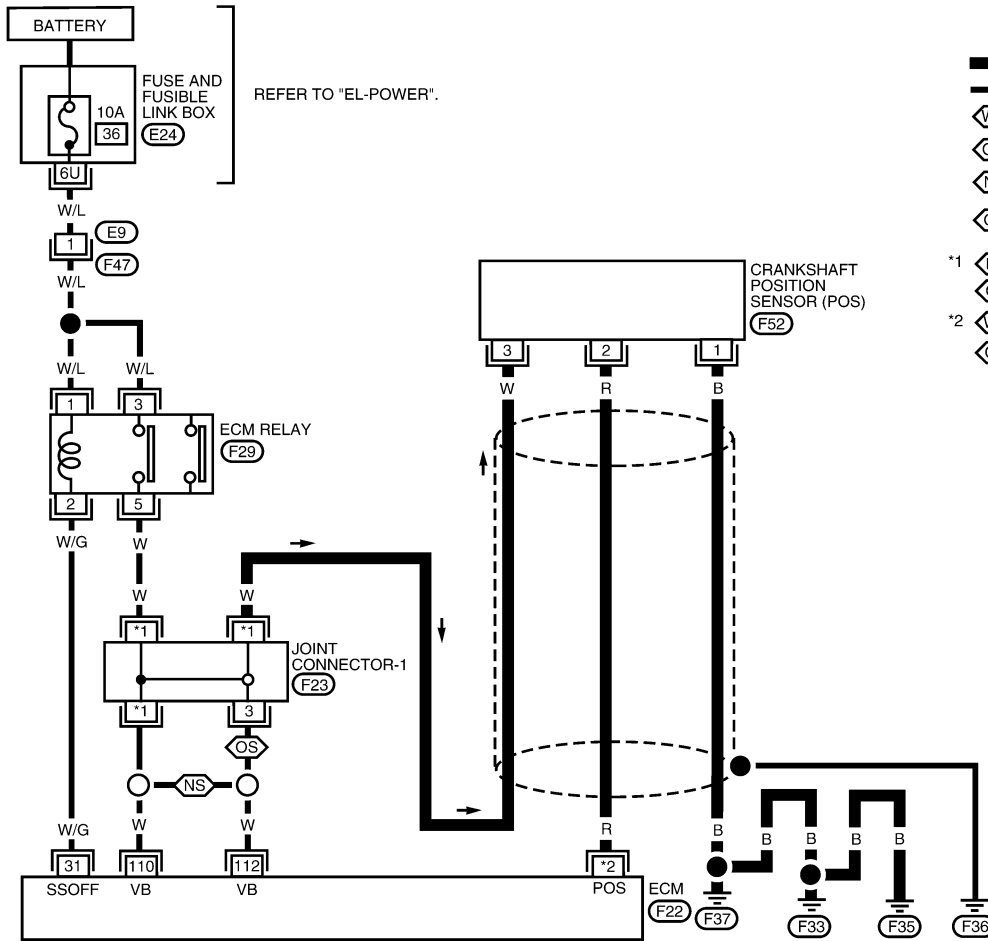 BATTERY
FUSE AND
FUSIBLE
LINK BOX
10A
36
E24
REFER TO "EL-POWER".
6U
W/L
1
E9
F47
W/L
W/L
W/L
1
3
ECM RELAY
F29
2
5
W/G
W
W
W
*1
*1
JOINT
CONNECTOR-1
F23
*1
3
OS
NS
W/G
W
W
31
110
112
SSOFF
VB
VB
CRANKSHAFT
POSITION
SENSOR (POS)
F52
3
2
1
W
R
B
R
B
B
B
B
B
*2
POS
ECM
F22
F37
F33
F35
F36
*1
*2